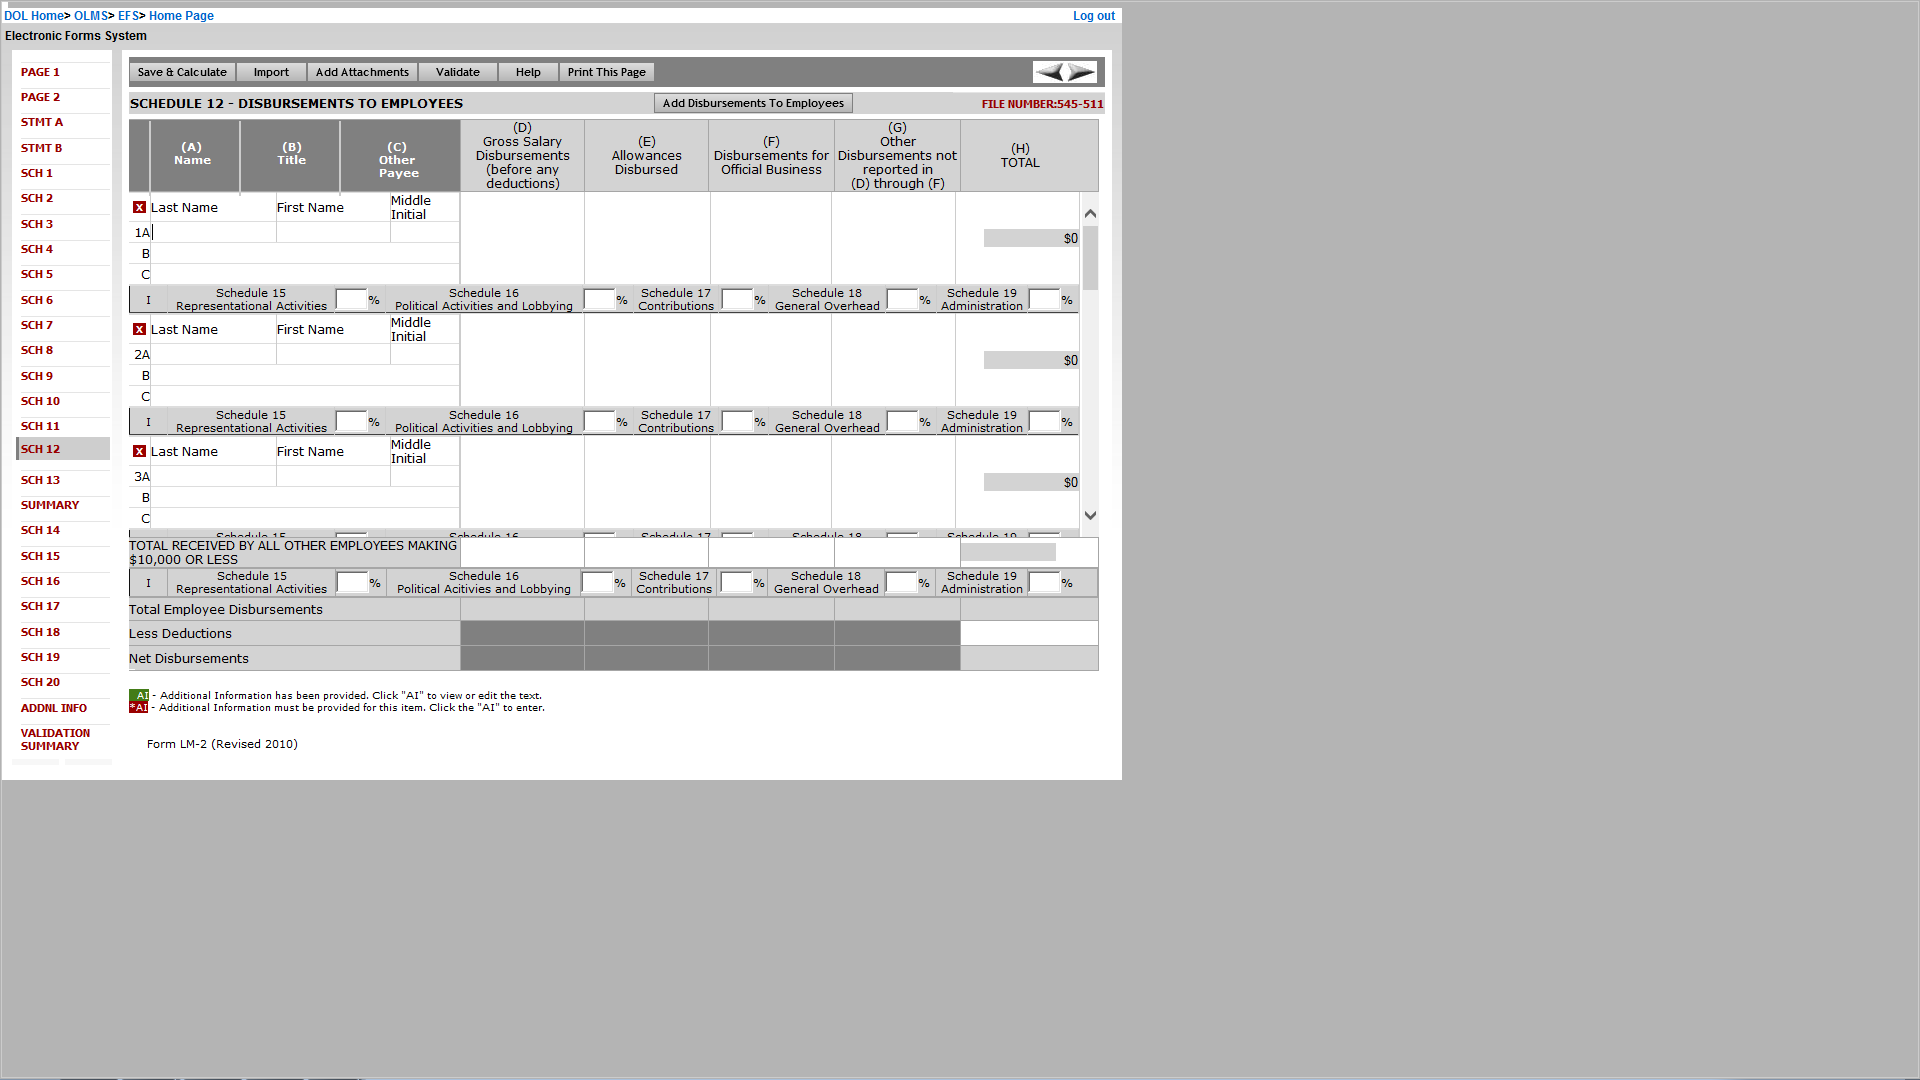 DOL Home> OLMS> EFS> Home Page
Log out
Electronic Forms System
PAGE 1
PAGE 2
STMT A
STMT B
SCH 1
SCH 2
SCH 3
SCH 4
SCH 5
SCH 6
SCH 7
SCH 8
SCH 9
SCH 10
SCH 11
SCH 12
SCH 13
SUMMARY
SCH 14
SCH 15
SCH 16
SCH 17
SCH 18
SCH 19
SCH 20
ADDNL INFO
VALIDATION
SUMMARY
Save & Calculate Import Add Attachments Validate Help Print This Page
SCHEDULE 12 - DISBURSEMENTS TO EMPLOYEES
Add Disbursements To Employees
FILE NUMBER:545-511
(A)
Name
(B)
Title
(C)
Other
Payee
(D)
Gross Salary
Disbursements
(before any
deductions)
(E)
Allowances
Disbursed
(F)
Disbursements for
Official Business
(G)
Other
Disbursements not
reported in
(D) through (F)
(H)
TOTAL
X Last Name First Name Middle
Initial
1A
$0
B
C
I
Schedule 15
Representational Activities %
Schedule 16
Political Activities and Lobbying %
Schedule 17
Contributions %
Schedule 18
General Overhead %
Schedule 19
Administration %
X Last Name First Name Middle
Initial
2A
$0
B
C
I
Schedule 15
Representational Activities %
Schedule 16
Political Activities and Lobbying %
Schedule 17
Contributions %
Schedule 18
General Overhead %
Schedule 19
Administration %
X Last Name First Name Middle
Initial
3A
$0
B
C
Schedule 15 Schedule 16 Schedule 17 Schedule 18 Schedule 19
TOTAL RECEIVED BY ALL OTHER EMPLOYEES MAKING
$10,000 OR LESS
I
Schedule 15
Representational Activities %
Schedule 16
Political Acitivies and Lobbying %
Schedule 17
Contributions %
Schedule 18
General Overhead %
Schedule 19
Administration %
Total Employee Disbursements
Less Deductions
Net Disbursements
AI - Additional Information has been provided. Click "AI" to view or edit the text.
*AI - Additional Information must be provided for this item. Click the "AI" to enter.
Form LM-2 (Revised 2010)